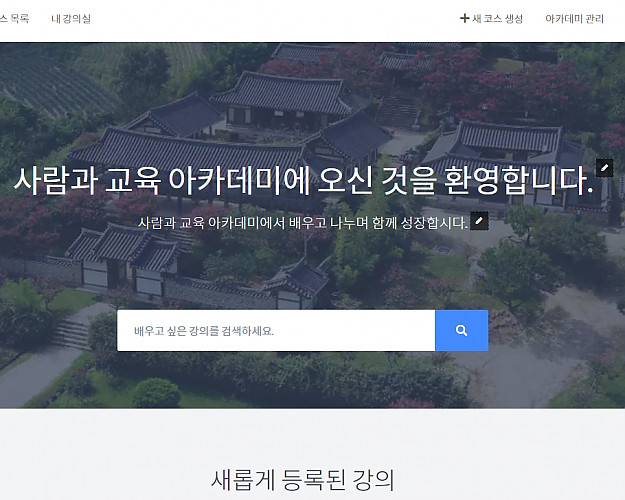 스 목록 내 강의실 새 코스 생성 아카데미 관리
사람과 교육 아카데미에 오신 것을 환영합니다.
사람과 교육 아카데미에서 배우고 나누며 함께 성장합시다.
배우고 싶은 강의를 검색하세요.
새롭게 등록된 강의